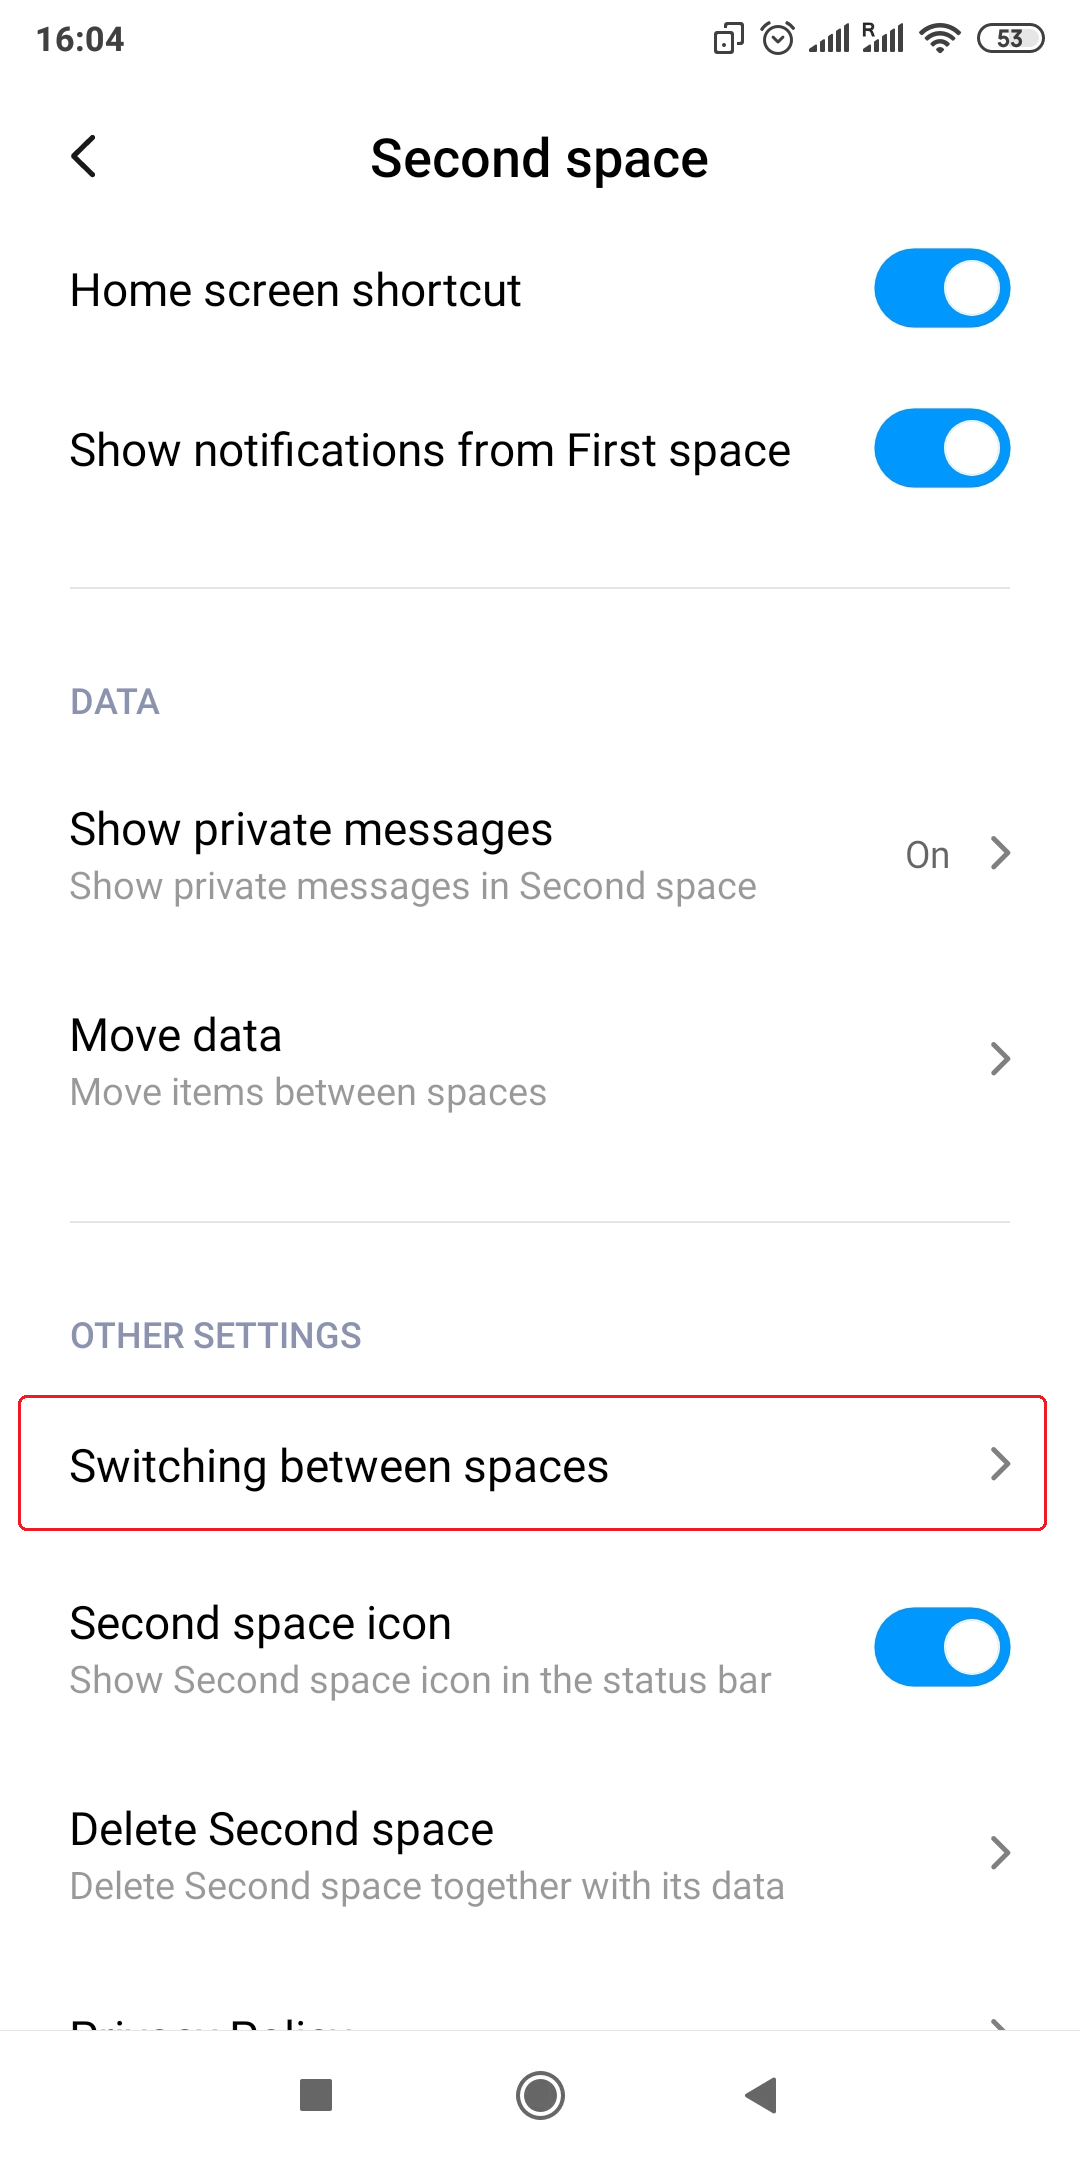 16:04
R
53
Second space
Home screen shortcut
Show notifications from First space
DATA
Show private messages
On
Show private messages in Second space
Move data
Move items between spaces
OTHER SETTINGS
Switching between spaces
Second space icon
Show Second space icon in the status bar
Delete Second space
Delete Second space together with its data
Privacy Policy